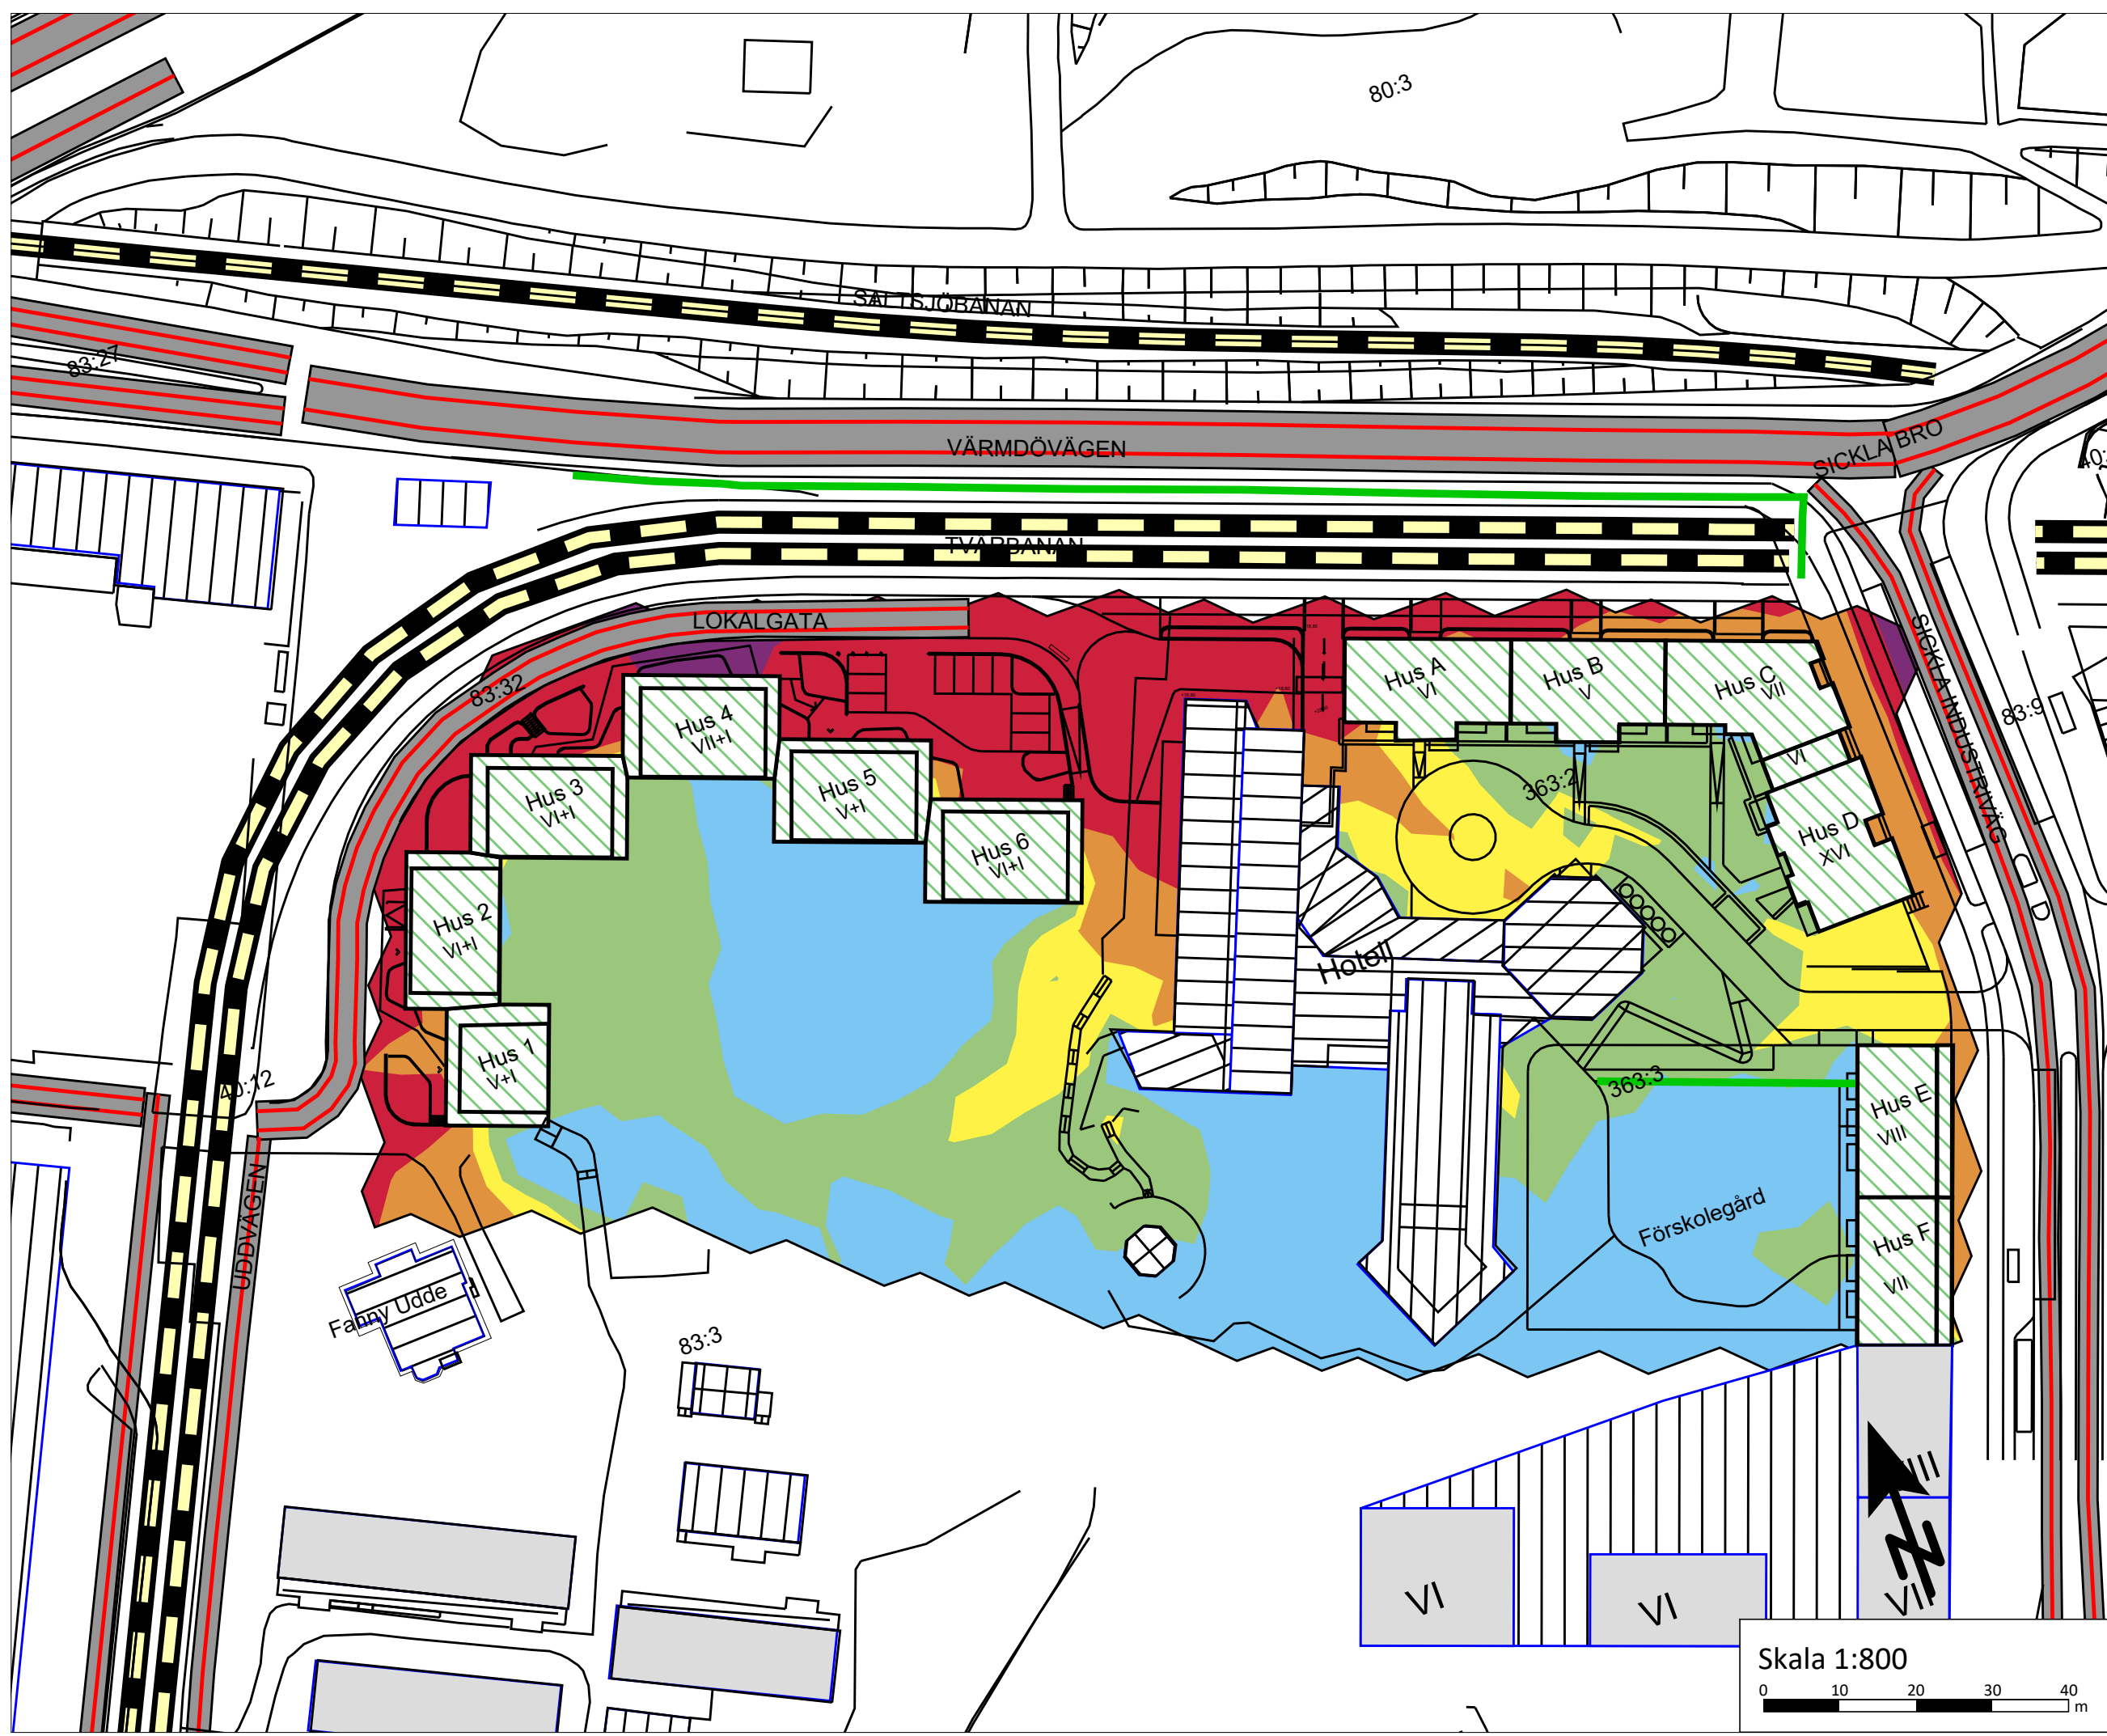 80:3
SALTSJÖBANAN
83:27
VÄRMDÖVÄGEN
SICKLA BRO
40:
TVÄRBANAN
LOKALGATA
83:32
Hus A
VI
Hus B
V
Hus C
VII
VI
Hus D
XVI
SICKLA INDUSTRIVÄG
83:9
Hus 4
VII+I
Hus 3
VI+I
Hus 5
V+I
Hus 6
VI+I
363:2
Hus 2
VI+I
Hotell
Hus 1
V+I
40:12
363:3
Hus E
VIII
Förskolegård
Hus F
VII
UDDVÄGEN
Fanny Udde
83:3
VI
VI
VII
Skala 1:800
0 10 20 30 40
m